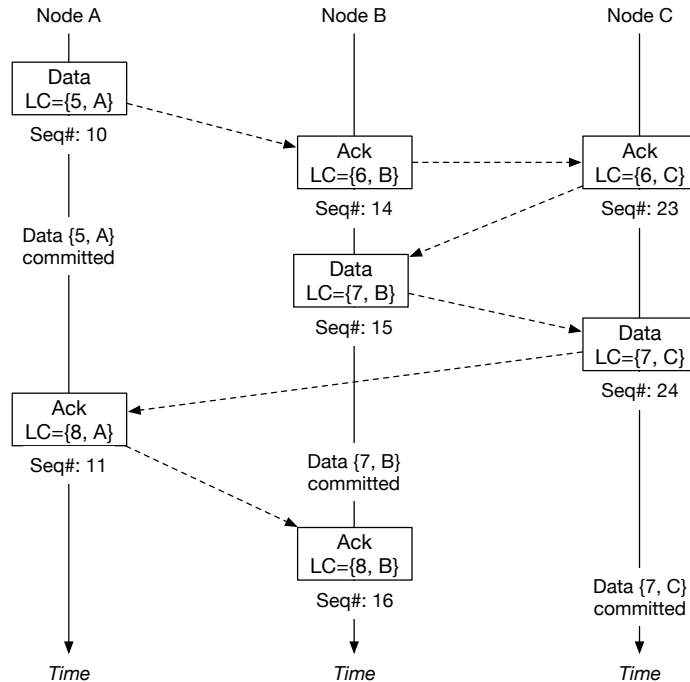 Node A
Node B
Node C
Data
LC={5, A}
Seq#: 10
Ack
LC={6, B}
Seq#: 14
Ack
LC={6, C}
Seq#: 23
Data {5, A}
committed
Data
LC={7, B}
Seq#: 15
Data
LC={7, C}
Seq#: 24
Ack
LC={8, A}
Seq#: 11
Data {7, B}
committed
Ack
LC={8, B}
Seq#: 16
Data {7, C}
committed
Time
Time
Time